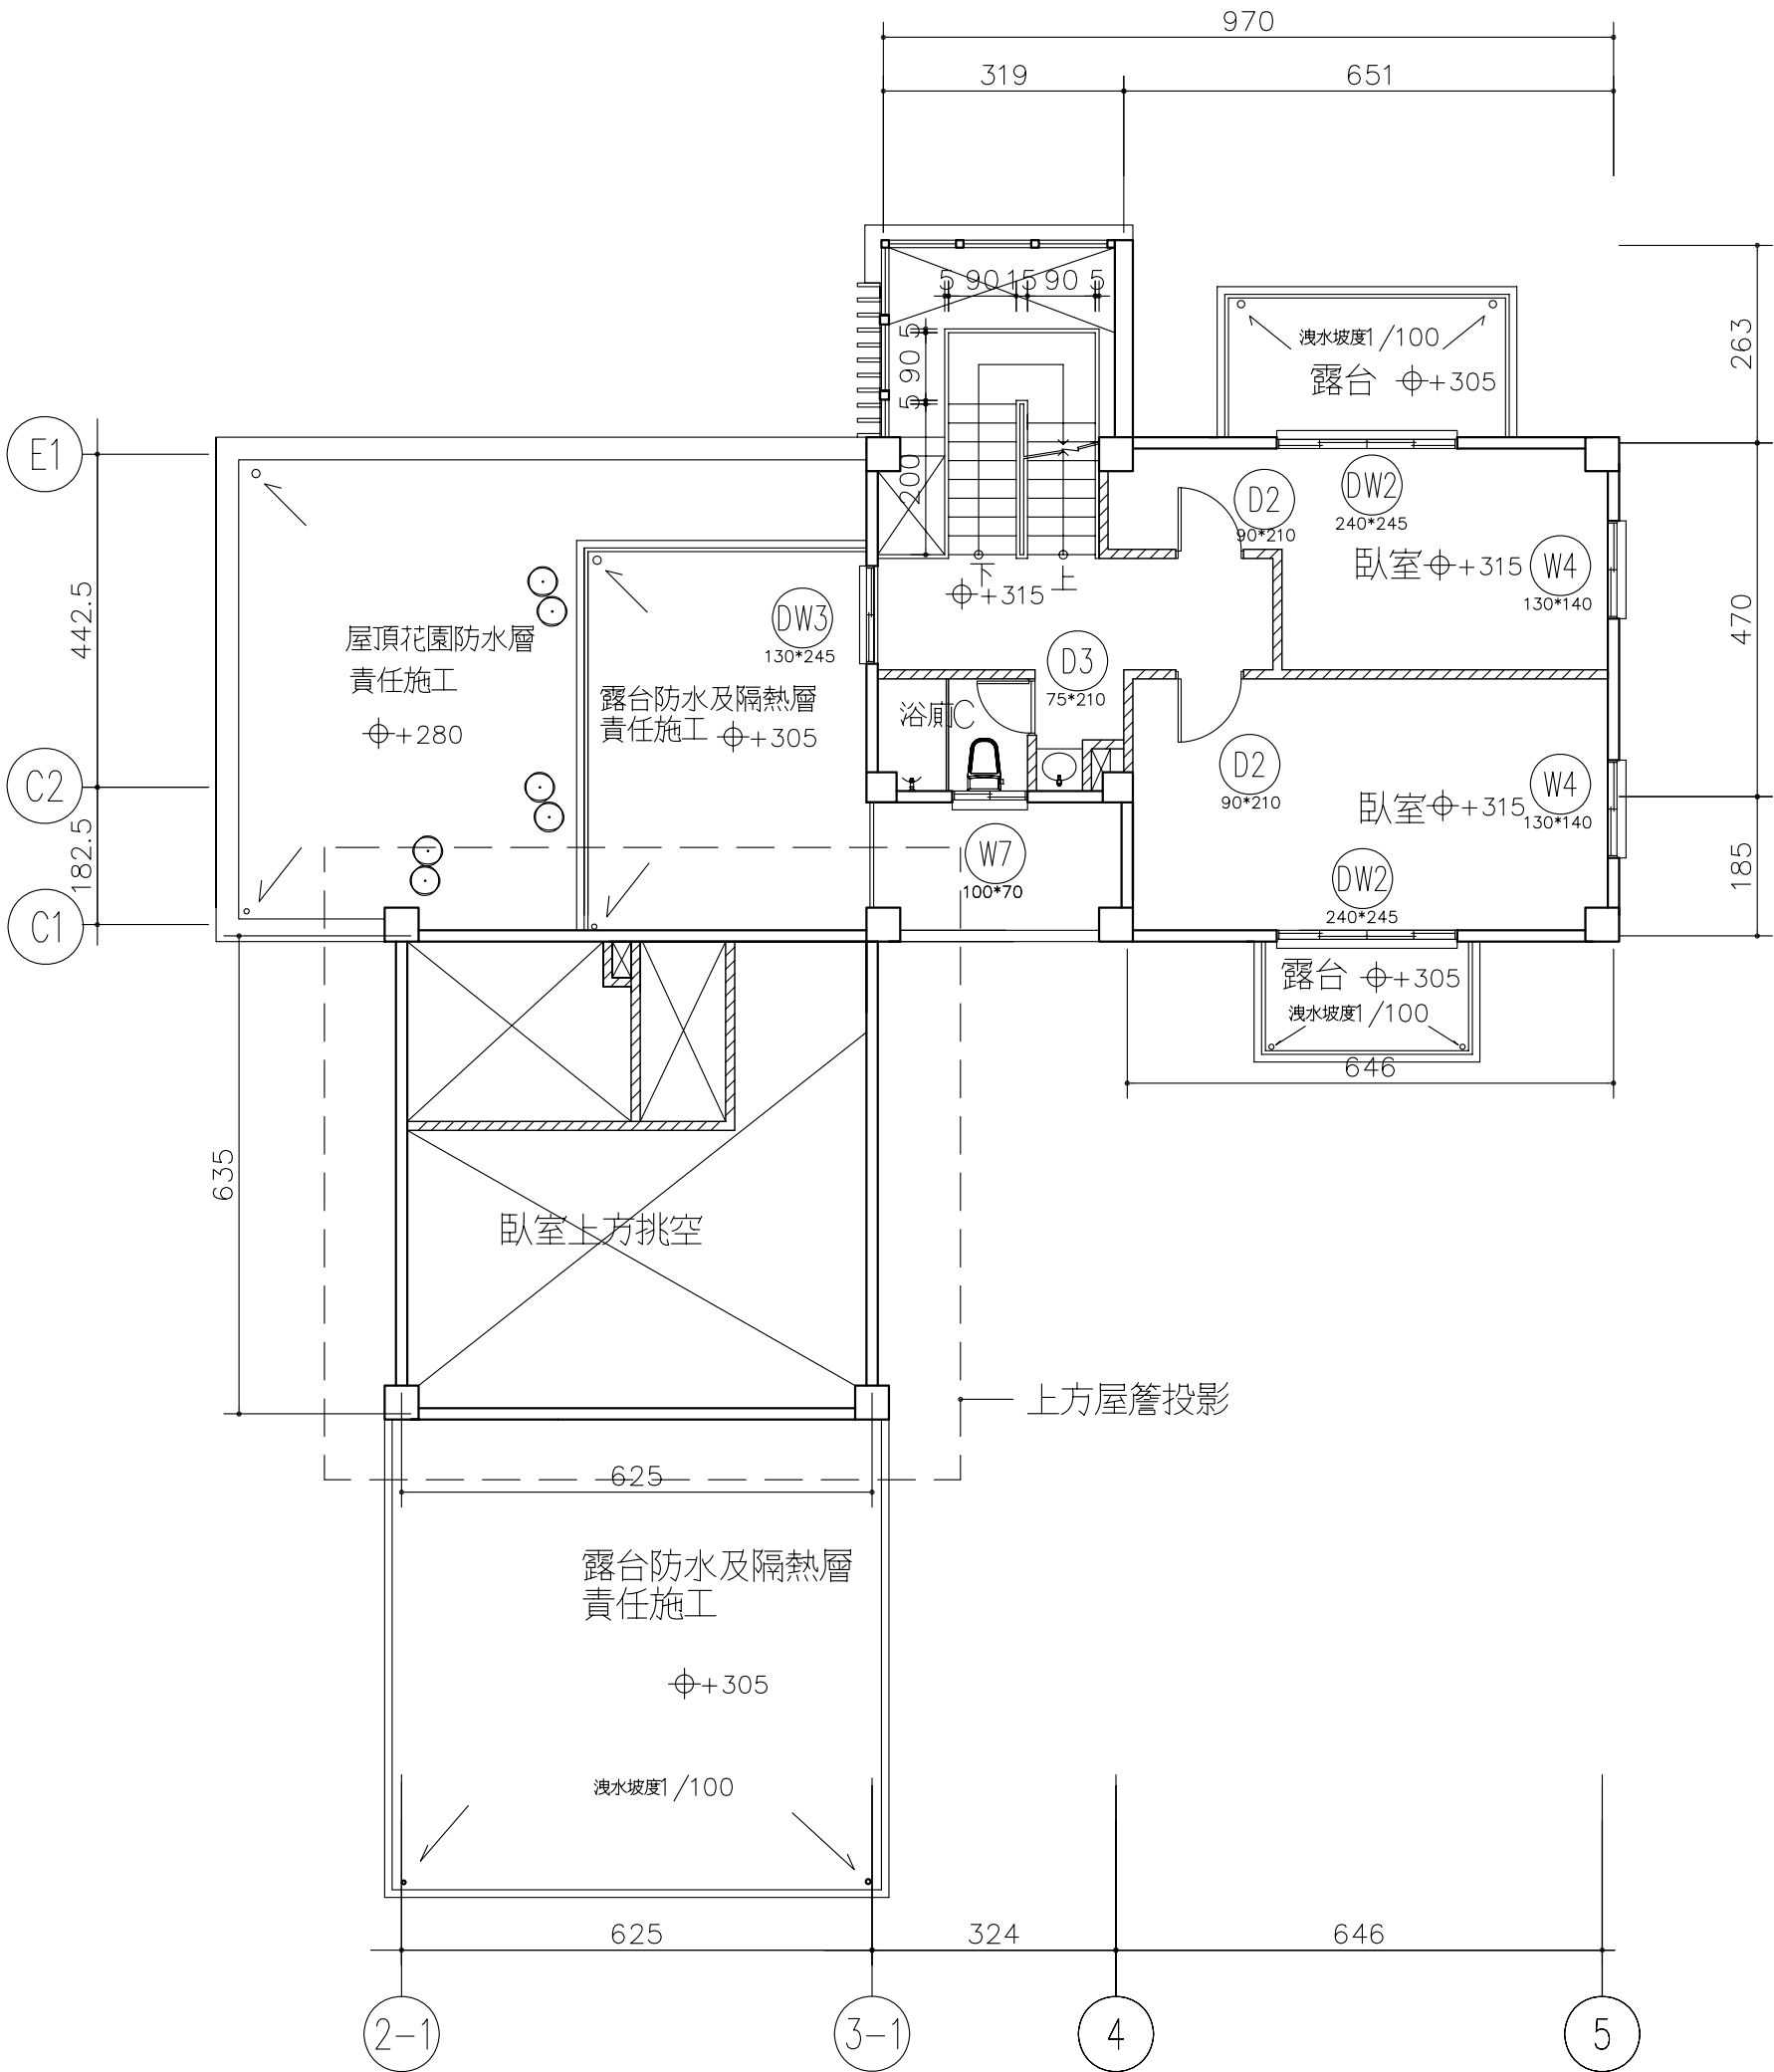 970
319
651
5 90 15 90 5
5
90
5
200
洩水坡度1/100
露台 +305
263
E1
D2
90*210
DW2
240*245
臥室 +315
W4
130*140
下
上
+315
442.5
470
屋頂花園防水層
責任施工
+280
DW3
130*245
露台防水及隔熱層
責任施工 +305
D3
75*210
浴廁C
C2
D2
90*210
臥室 +315
W4
130*140
182.5
185
W7
100*70
DW2
240*245
C1
露台 +305
洩水坡度1/100
646
635
臥室上方挑空
上方屋簷投影
625
露台防水及隔熱層
責任施工
+305
洩水坡度1/100
625
324
646
2-1
3-1
4
5